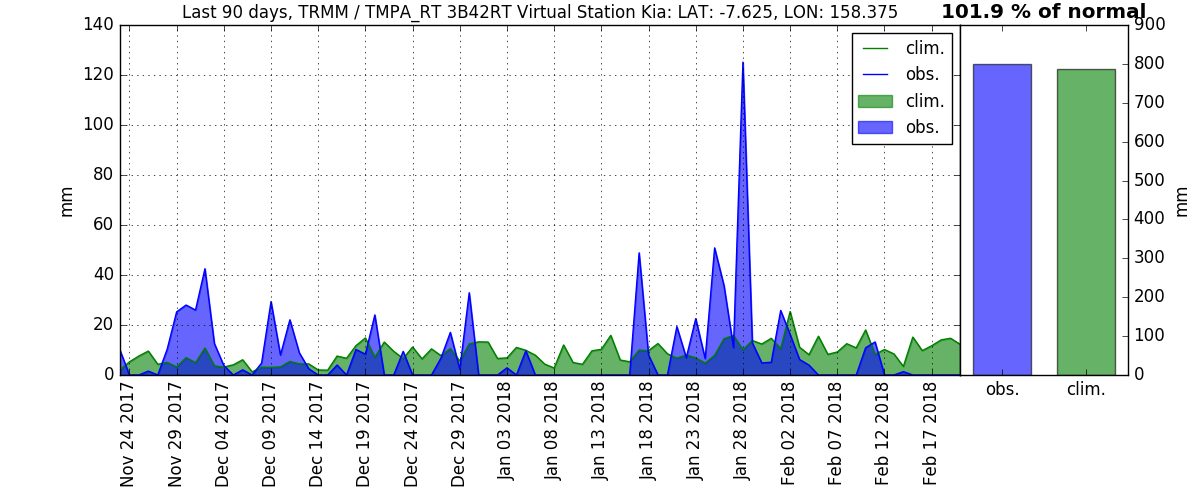 Last 90 days, TRMM / TMPA_RT 3B42RT Virtual Station Kia: LAT: -7.625, LON: 158.375
101.9 % of normal
140
120
100
80
60
40
20
0
mm
clim.
obs.
clim.
obs.
900
800
700
600
500
400
300
200
100
0
mm
Nov 24 2017
Nov 29 2017
Dec 04 2017
Dec 09 2017
Dec 14 2017
Dec 19 2017
Dec 24 2017
Dec 29 2017
Jan 03 2018
Jan 08 2018
Jan 13 2018
Jan 18 2018
Jan 23 2018
Jan 28 2018
Feb 02 2018
Feb 07 2018
Feb 12 2018
Feb 17 2018
obs.
clim.